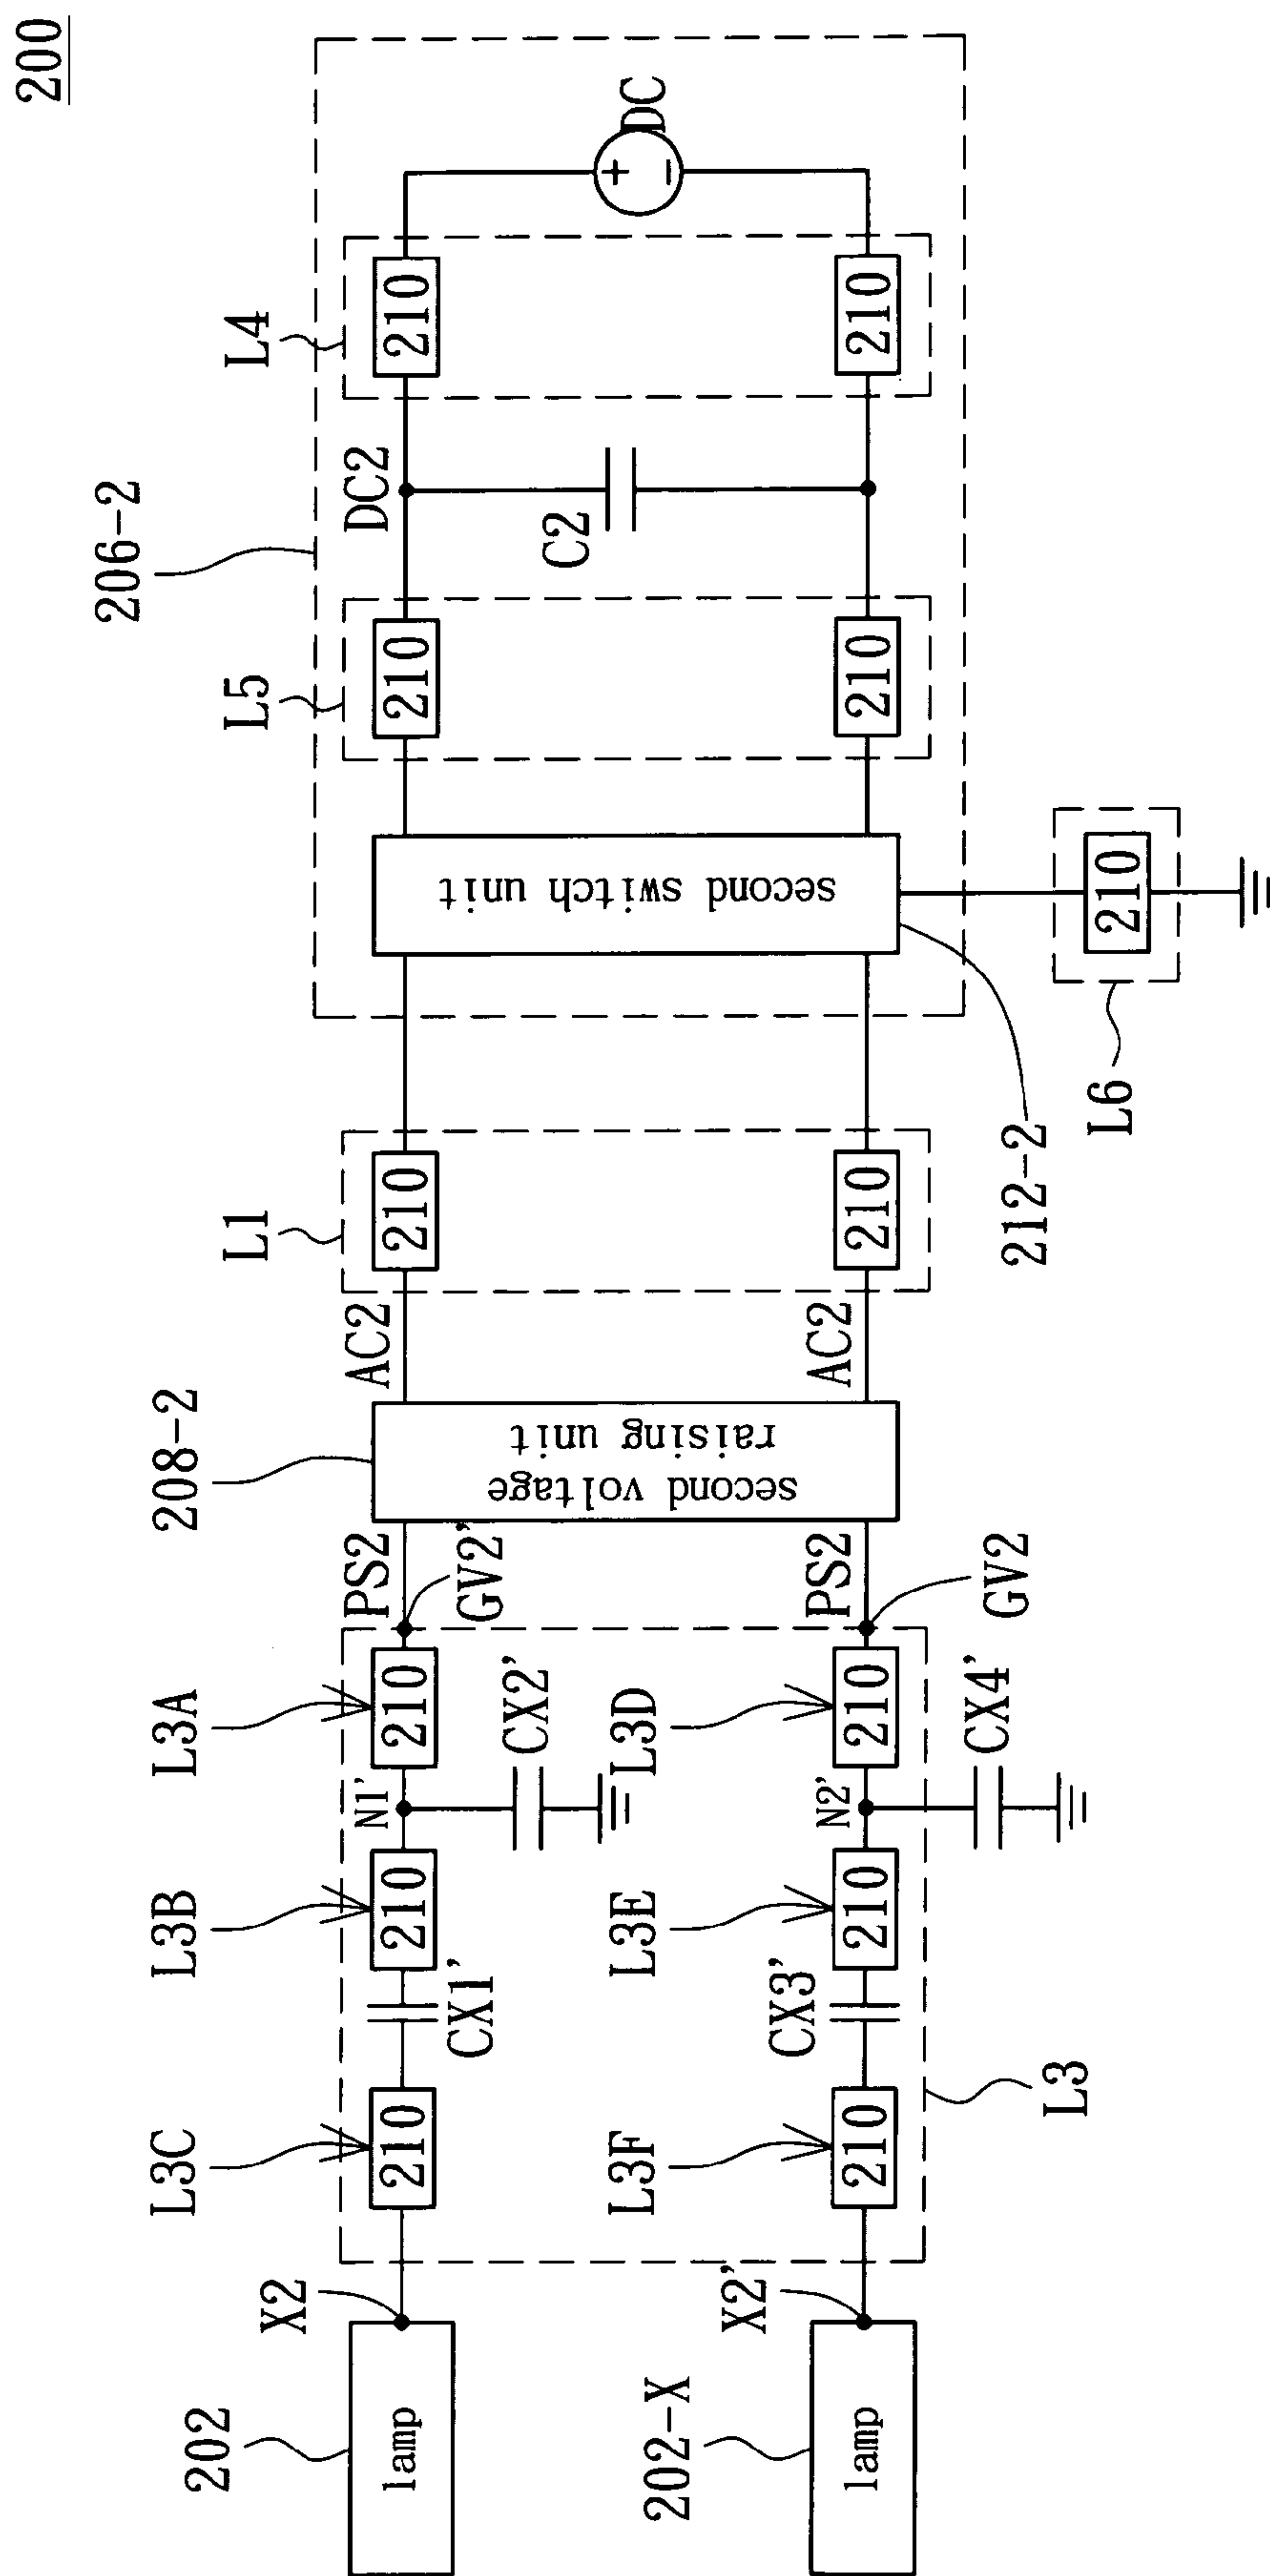 200
206-2
L4
DC
210
210
DC2
C2
L5
210
210
second switch unit
210
L6
212-2
L1
210
210
AC2
AC2
208-2
second voltage
raising unit
PS2
GV2'
PS2
GV2
L3A
210
N1'
CX2'
L3D
210
N2'
CX4'
L3B
210
CX1'
L3E
210
CX3'
L3C
210
L3F
210
L3
X2
X2'
202
lamp
202-X
lamp